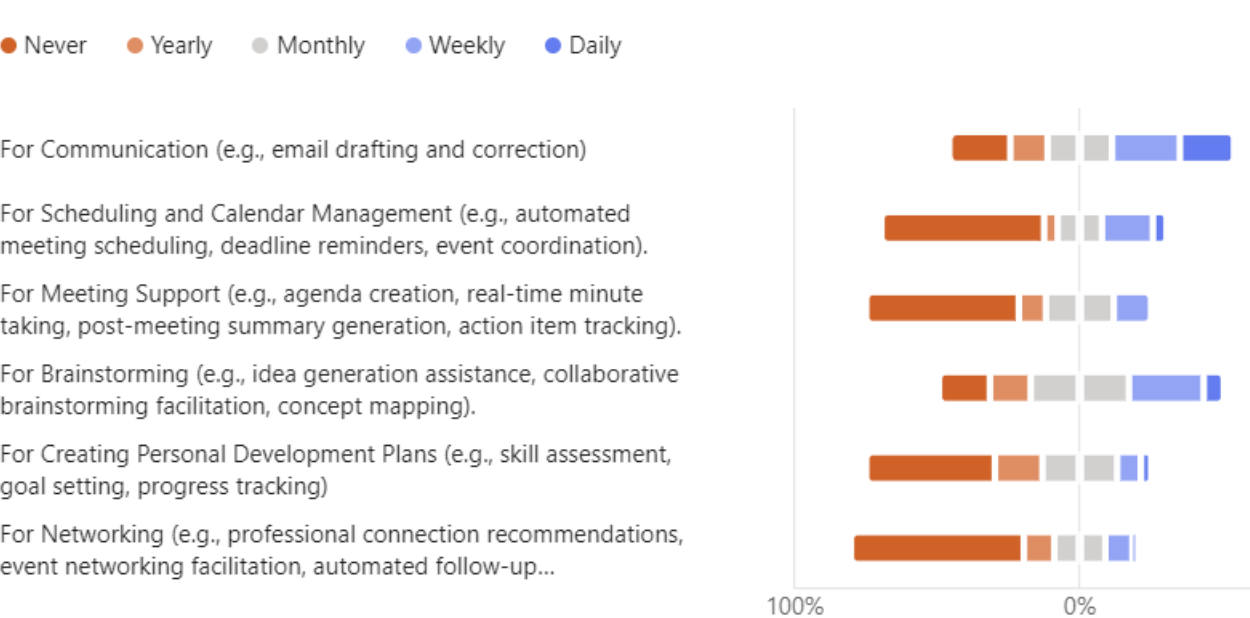 Never Yearly Monthly Weekly Daily
For Communication (e.g., email drafting and correction)
For Scheduling and Calendar Management (e.g., automated
meeting scheduling, deadline reminders, event coordination).
For Meeting Support (e.g., agenda creation, real-time minute
taking, post-meeting summary generation, action item tracking).
For Brainstorming (e.g., idea generation assistance, collaborative
brainstorming facilitation, concept mapping).
For Creating Personal Development Plans (e.g., skill assessment,
goal setting, progress tracking)
For Networking (e.g., professional connection recommendations,
event networking facilitation, automated follow-up...
100% 0%